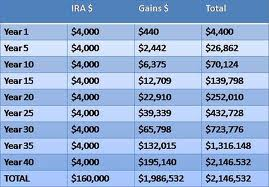 IRA $ Gains $ Total
Year 1 $4,000 $440 $4,400
Year 5 $4,000 $2,442 $26,862
Year 10 $4,000 $6,375 $70,124
Year 15 $4,000 $12,709 $139,798
Year 20 $4,000 $22,910 $252,010
Year 25 $4,000 $39,339 $432,728
Year 30 $4,000 $65,798 $723,776
Year 35 $4,000 $132,015 $1,316.148
Year 40 $4,000 $195,140 $2,146,532
TOTAL $160,000 $1,986,532 $2,146,532